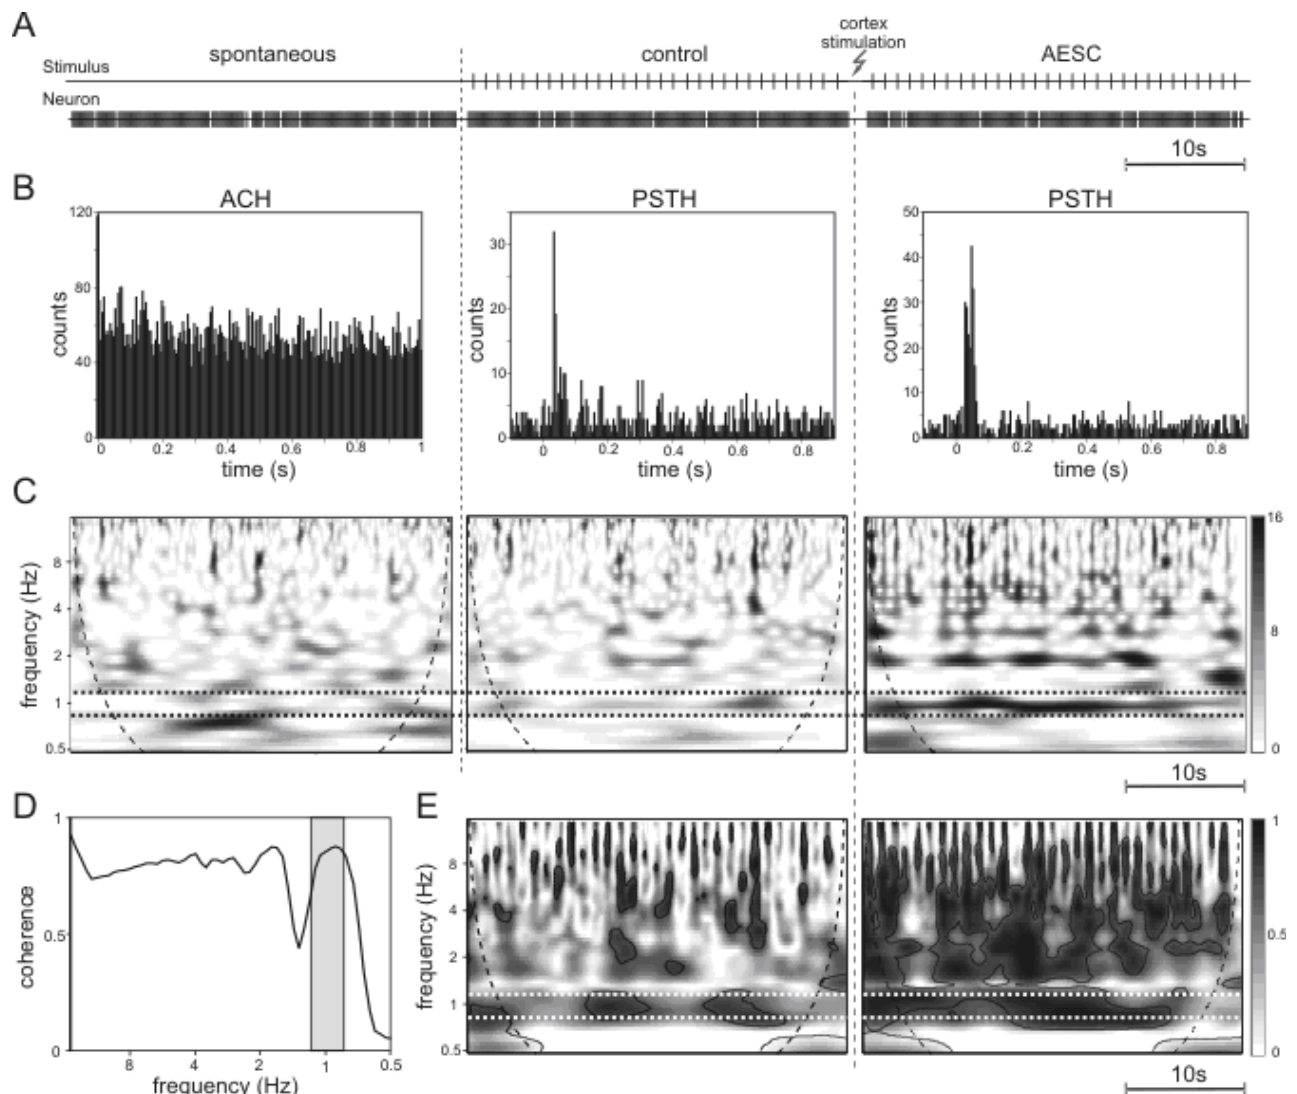 A
spontaneous
control
cortex
stimulation
AESC
Stimulus
Neuron
10s
B
ACH
PSTH
PSTH
120
80
40
0
counts
0 0.2 0.4 0.6 0.8 1
time (s)
30
20
10
0
counts
0 0.2 0.4 0.6 0.8
time (s)
50
40
30
20
10
0
counts
0 0.2 0.4 0.6 0.8
time (s)
C
frequency (Hz)
8
4
2
1
0.5
16
8
0
10s
D
coherence
1
0.5
0
8 4 2 1 0.5
frequency (Hz)
E
frequency (Hz)
8
4
2
1
0.5
1
0.5
0
10s